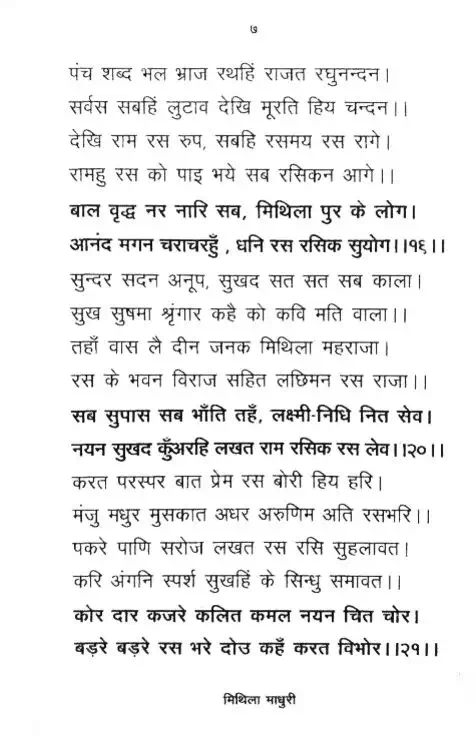 ७
पंच शब्द भल भ्राज रथहिं राजत रघुनन्दन।
सर्वस सबहिं लुटाव देखि मूरति हिय चन्दन।।
देखि राम रस रुप, सबहि रसमय रस रागे।
रामहु रस को पाइ भये सब रसिकन आगे।।
बाल वृद्ध नर नारि सब, मिथिला पुर के लोग।
आनंद मगन चराचरहुँ , धनि रस रसिक सुयोग।।१६।।
सुन्दर सदन अनूप, सुखद सत सत सब काला।
सुख सुषमा श्रृंगार कहै को कवि मति वाला।।
तहाँ वास लै दीन जनक मिथिला महराजा।
रस के भवन विराज सहित लछिमन रस राजा।।
सब सुपास सब भाँति तहँ, लक्ष्मी-निधि नित सेव।
नयन सुखद कुँअरहि लखत राम रसिक रस लेव।।२०।।
करत परस्पर बात प्रेम रस बोरी हिय हरि।
मंजु मधुर मुसकात अधर अरुणिम अति रसभरि।।
पकरे पाणि सरोज लखत रस रसि सुहलावत।
करि अंगनि स्पर्श सुखहिं के सिन्धु समावत।।
कोर दार कजरे कलित कमल नयन चित चोर।
बड़रे बड़रे रस भरे दोउ कहँ करत विभोर।।२१।।
मिथिला माधुरी